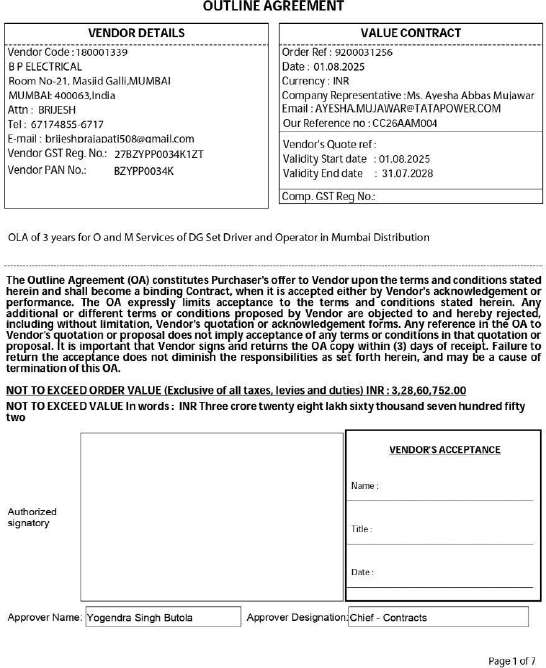 OUTLINE AGREEMENT
VENDOR DETAILS
Vendor Code :180001339
B P ELECTRICAL
Room No-21, Masjid Galli,MUMBAI
MUMBAI: 400063,India
Attn : BRIJESH
Tel : 67174855-6717
E-mail : brijeshprajapati508@gmail.com
Vendor GST Reg. No.: 27BZYPP0034K1ZT
Vendor PAN No.: BZYPP0034K
VALUE CONTRACT
Order Ref : 9200031256
Date : 01.08.2025
Currency : INR
Company Representative :Ms. Ayesha Abbas Mujawar
Email : AYESHA.MUJAWAR@TATAPOWER.COM
Our Reference no :CC26AAM004
Vendor's Quote ref :
Validity Start date : 01.08.2025
Validity End date : 31.07.2028
Comp. GST Reg No.:
OLA of 3 years for O and M Services of DG Set Driver and Operator in Mumbai Distribution
The Outline Agreement (OA) constitutes Purchaser's offer to Vendor upon the terms and conditions stated
herein and shall become a binding Contract, when it is accepted either by Vendor's acknowledgement or
performance. The OA expressly limits acceptance to the terms and conditions stated herein. Any
additional or different terms or conditions proposed by Vendor are objected to and hereby rejected,
including without limitation, Vendor's quotation or acknowledgement forms. Any reference in the OA to
Vendor's quotation or proposal does not imply acceptance of any terms or conditions in that quotation or
proposal. It is important that Vendor signs and returns the OA copy within (3) days of receipt. Failure to
return the acceptance does not diminish the responsibilities as set forth herein, and may be a cause of
termination of this OA.
NOT TO EXCEED ORDER VALUE (Exclusive of all taxes, levies and duties) INR : 3,28,60,752.00
NOT TO EXCEED VALUE In words : INR Three crore twenty eight lakh sixty thousand seven hundred fifty
two
Authorized
signatory
VENDOR'S ACCEPTANCE
Name :
Title :
Date :
Approver Name: Yogendra Singh Butola
Approver Designation: Chief - Contracts
Page 1 of 7